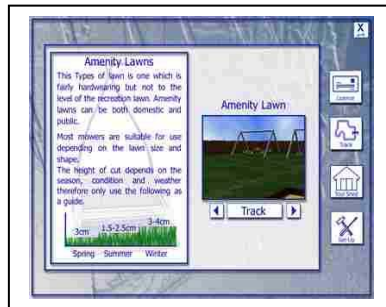 X
Amenity Lawns
This Types of lawn is one which is
fairly hardwearing but not to the
level of the recreation lawn. Amenity
lawns can be both domestic and
public.
Most mowers are suitable for use
depending on the lawn size and
shape.
The height of cut depends on the
season, condition and weather
therefore only use the following as
a guide.
3cm
1.5-2.5cm
3-4cm
Spring Summer Winter
Amenity Lawn
Track
Track
Tool Shed